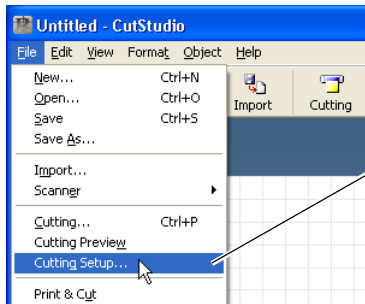 Untitled - CutStudio
File Edit View Format Object Help
New... Ctrl+N
Open... Ctrl+O
Save Ctrl+S
Save As...
Import...
Scanner
Cutting... Ctrl+P
Cutting Preview
Cutting Setup...
Print & Cut
Import Cutting